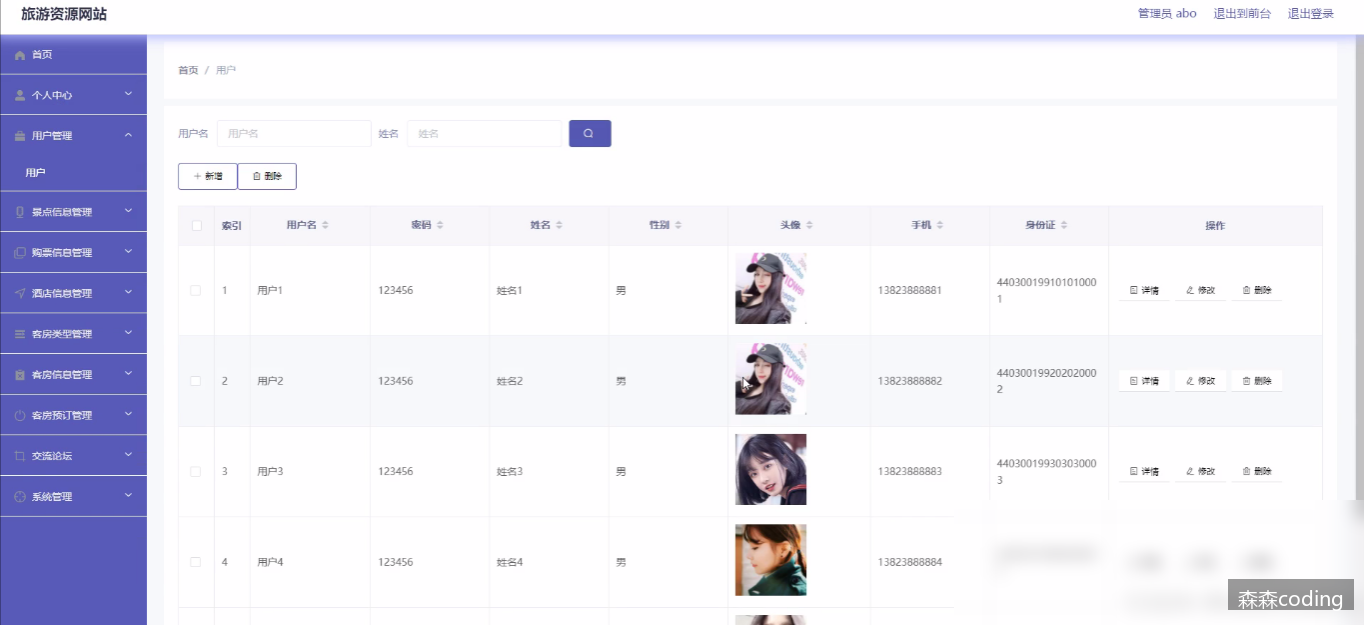 旅游资源网站
管理员 abo 退出到前台 退出登录
首页
个人中心
用户管理
用户
景点信息管理
购票信息管理
酒店信息管理
客房类型管理
客房信息管理
客房预订管理
交流论坛
系统管理
首页 / 用户
用户名 用户名 姓名 姓名
新增 删除
索引 用户名 密码 姓名 性别 头像 手机 身份证 操作
1 用户1 123456 姓名1 男 13823888881 44030019910101000
1 详情 修改 删除
2 用户2 123456 姓名2 男 13823888882 44030019920202000
2 详情 修改 删除
3 用户3 123456 姓名3 男 13823888883 44030019930303000
3 详情 修改 删除
4 用户4 123456 姓名4 男 13823888884
森森coding